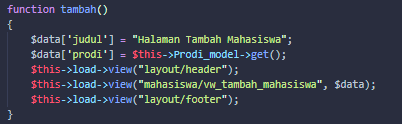 function tambah()
{
$data['judul'] = "Halaman Tambah Mahasiswa";
$data['prodi'] = $this->Prodi_model->get();
$this->load->view("layout/header");
$this->load->view("mahasiswa/vw_tambah_mahasiswa", $data);
$this->load->view("layout/footer");
}